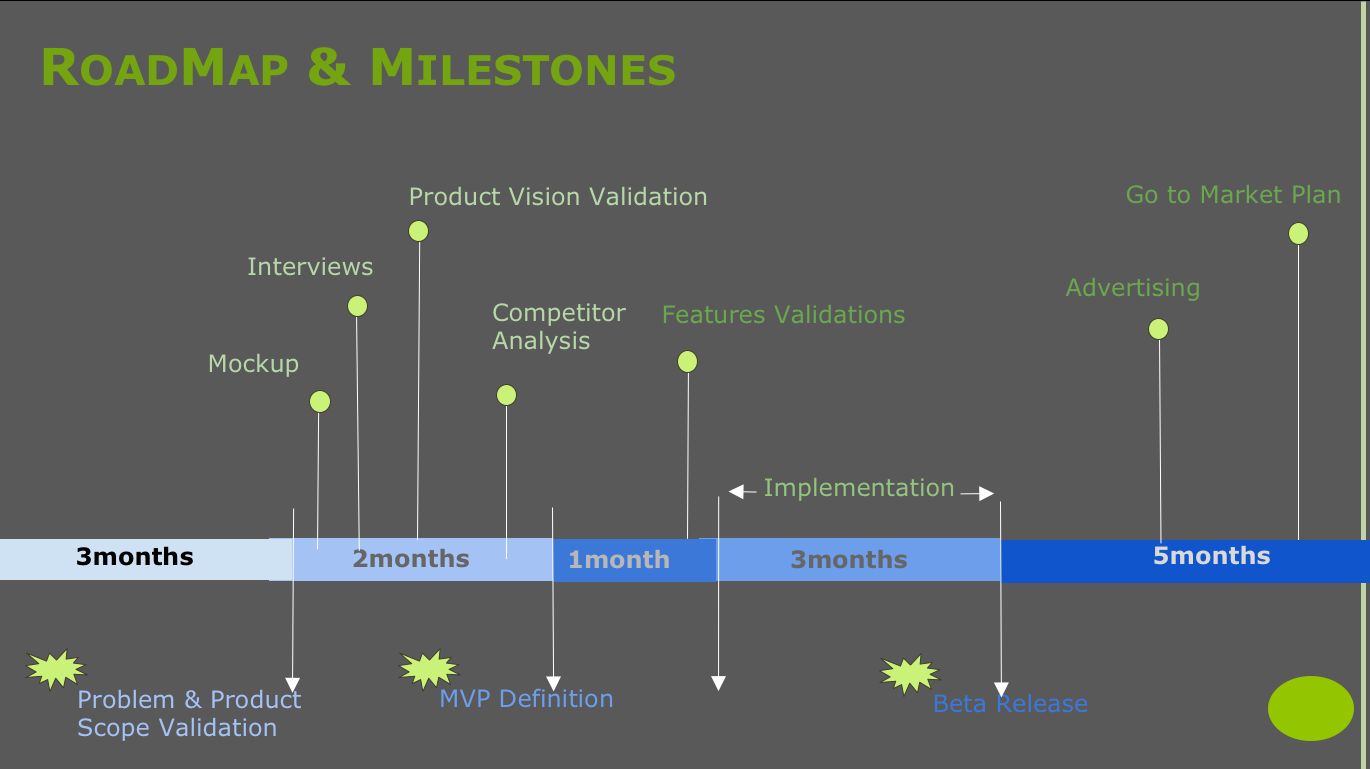 ROADMAP & MILESTONES
Product Vision Validation
Go to Market Plan
Interviews
Advertising
Competitor
Analysis
Features Validations
Mockup
Implementation
3months
2months
1month
3months
5months
Problem & Product
Scope Validation
MVP Definition
Beta Release